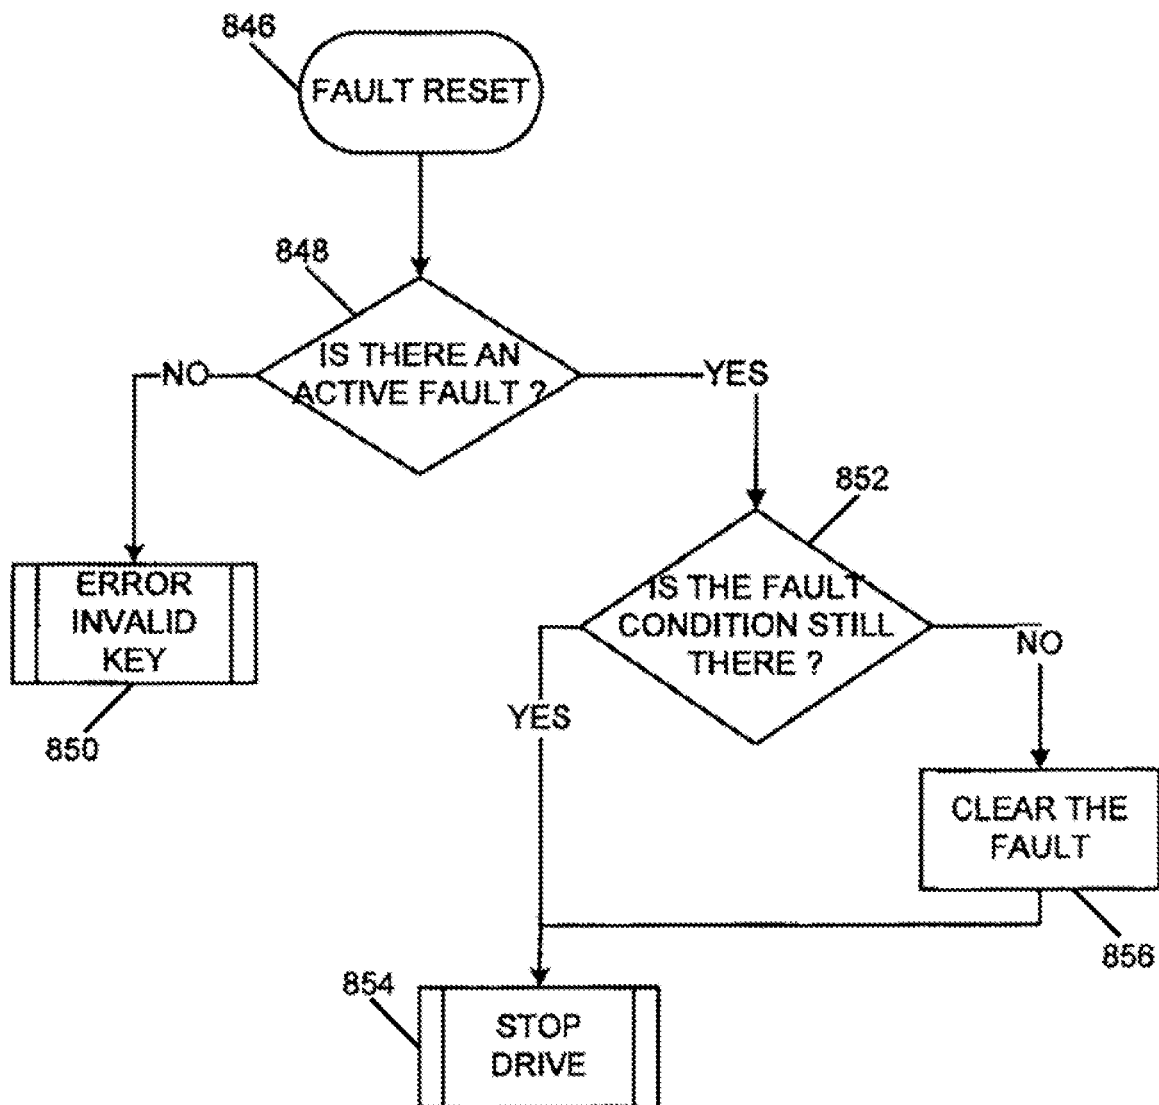 846
FAULT RESET
848
IS THERE AN
ACTIVE FAULT ?
NO
YES
852
ERROR
INVALID
KEY
850
IS THE FAULT
CONDITION STILL
THERE ?
YES
NO
CLEAR THE
FAULT
856
854
STOP
DRIVE